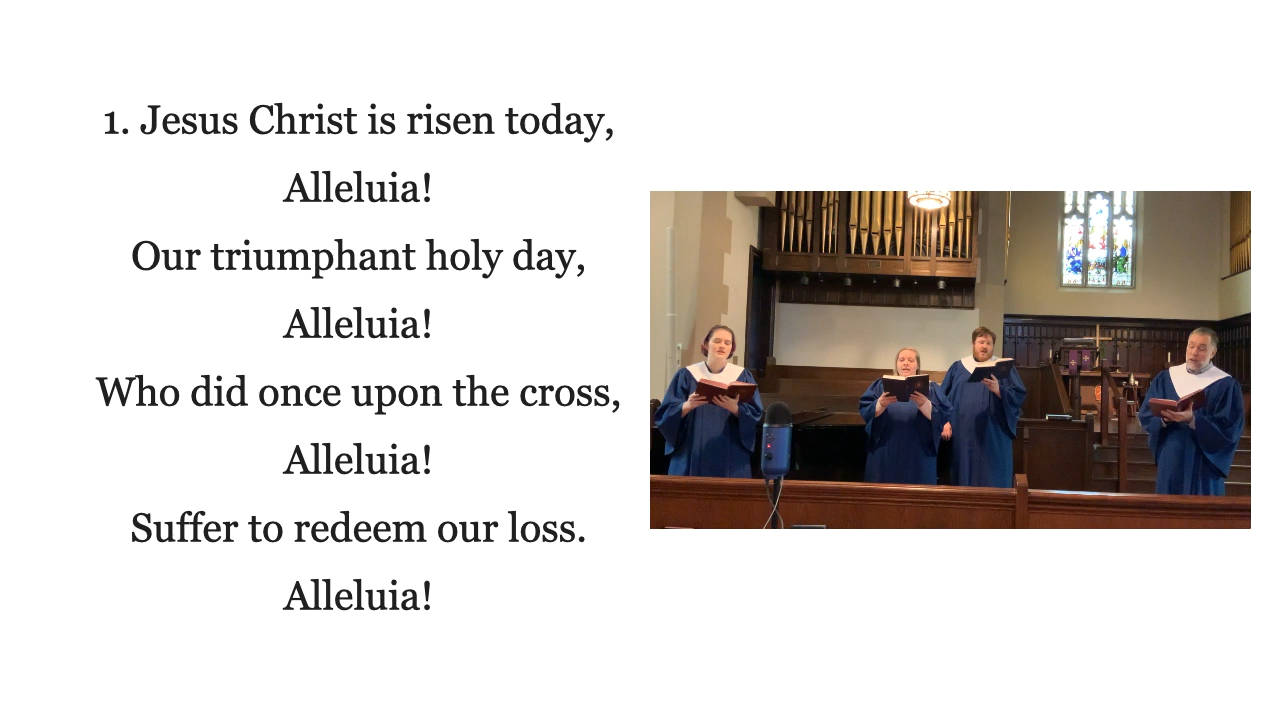 1. Jesus Christ is risen today,
Alleluia!
Our triumphant holy day,
Alleluia!
Who did once upon the cross,
Alleluia!
Suffer to redeem our loss.
Alleluia!